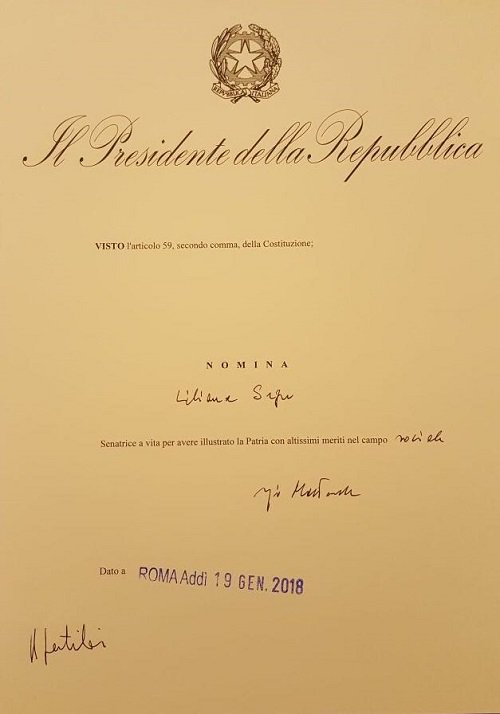 REPVBBLICA ITALIANA
Il Presidente della Repubblica
VISTO l'articolo 59, secondo comma, della Costituzione;
NOMINA
Liliana Segre
Senatrice a vita per avere illustrato la Patria con altissimi meriti nel campo sociale
Dato a ROMA Addì 19 GEN. 2018